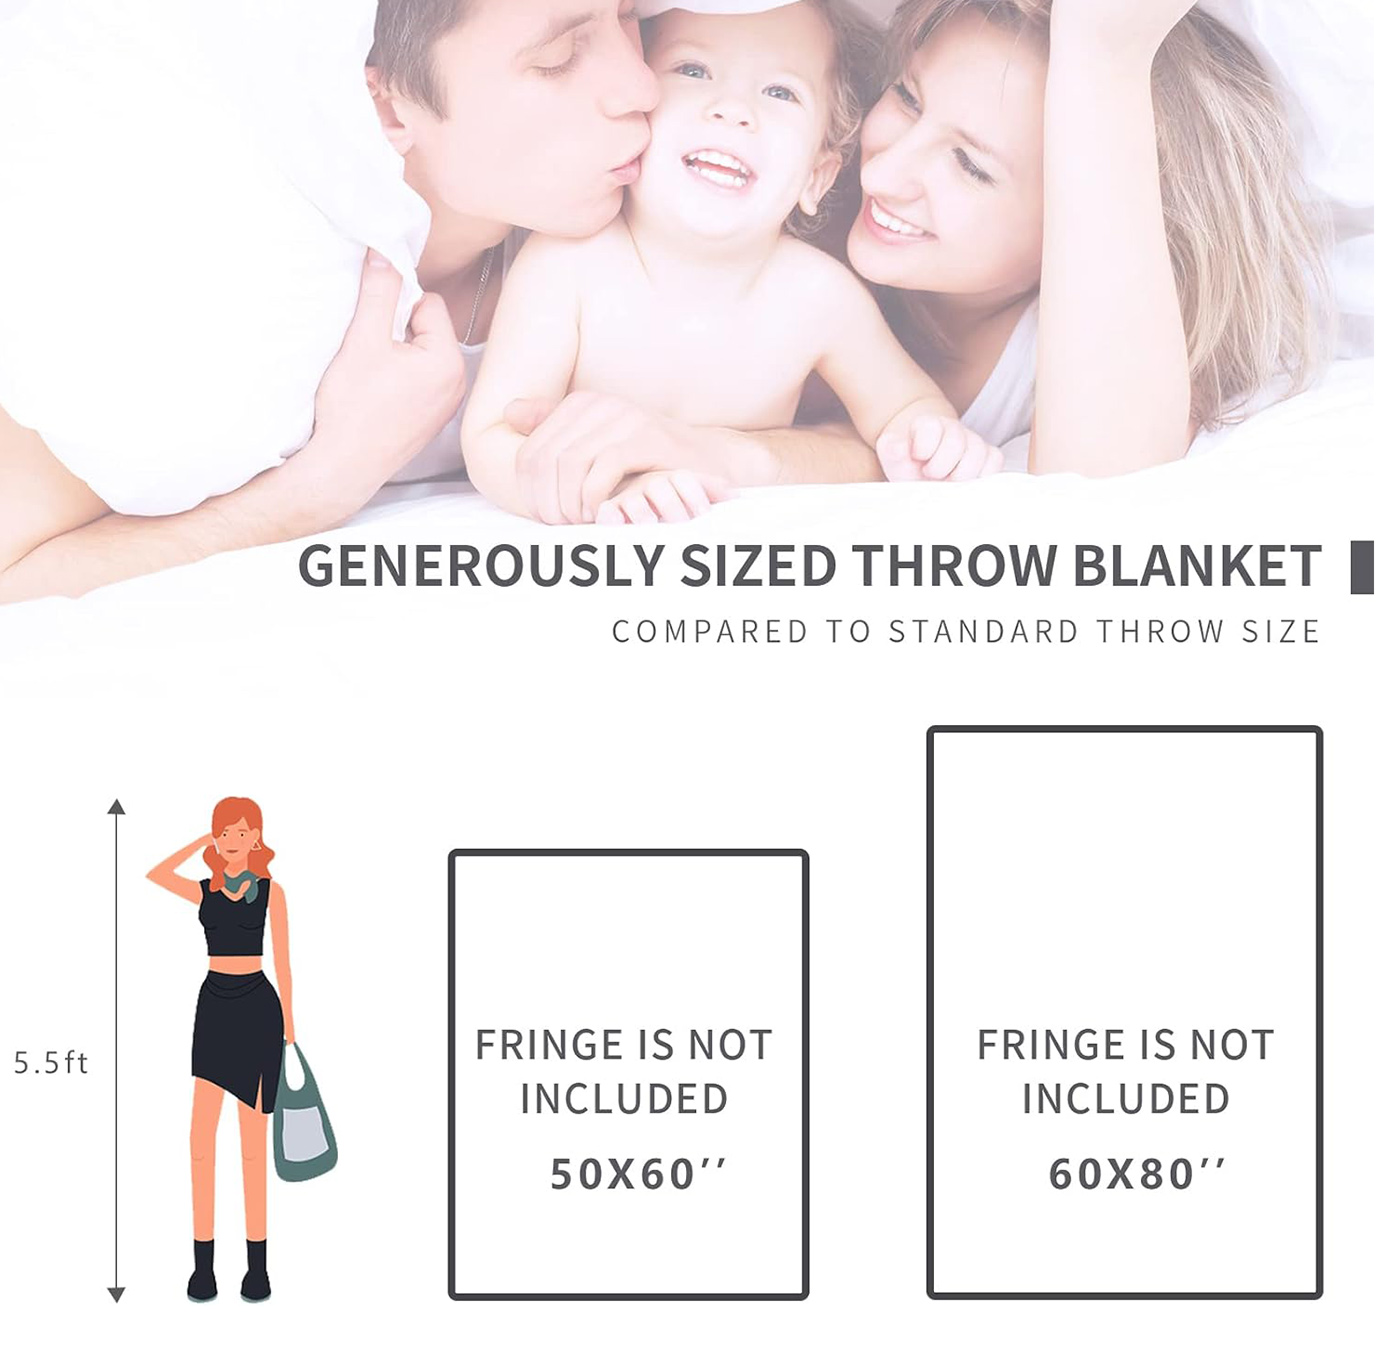 GENEROUSLY SIZED THROW BLANKET
COMPARED TO STANDARD THROW SIZE
5.5ft
FRINGE IS NOT
INCLUDED
50X60’’
FRINGE IS NOT
INCLUDED
60X80’’